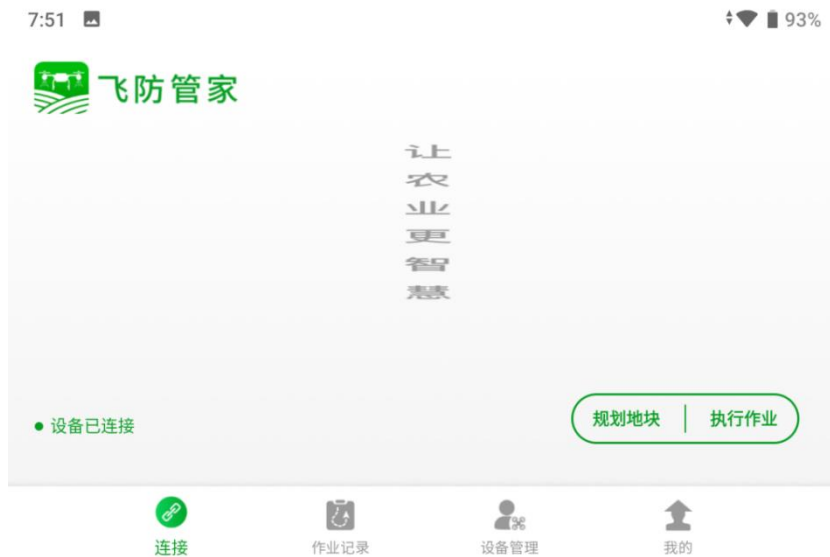 7:51 93%
飞防管家
让
农
业
更
智
慧
设备已连接
规划地块 执行作业
连接 作业记录 设备管理 我的